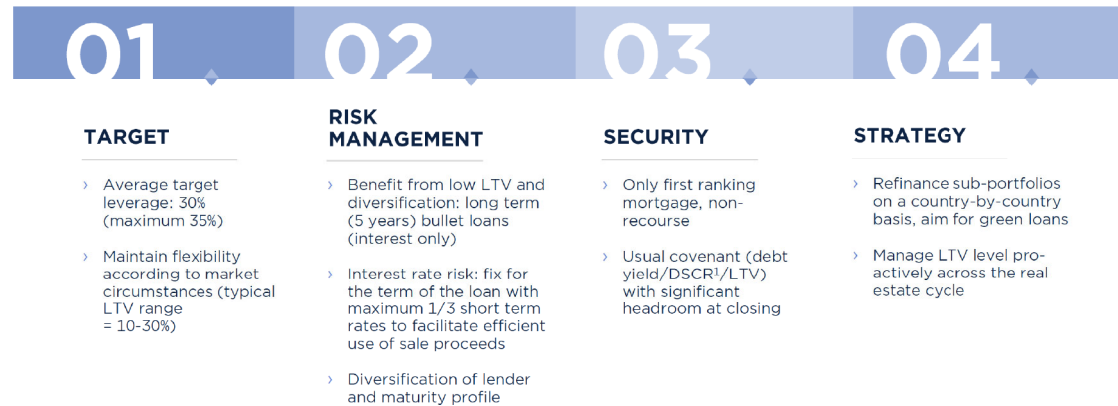 01
02
03
04
TARGET
› Average target
leverage: 30%
(maximum 35%)
› Maintain flexibility
according to market
circumstances (typical
LTV range
= 10-30%)
RISK
MANAGEMENT
› Benefit from low LTV and
diversification: long term
(5 years) bullet loans
(interest only)
› Interest rate risk: fix for
the term of the loan with
maximum 1/3 short term
rates to facilitate efficient
use of sale proceeds
› Diversification of lender
and maturity profile
SECURITY
› Only first ranking
mortgage, non-
recourse
› Usual covenant (debt
yield/DSCR¹/LTV)
with significant
headroom at closing
STRATEGY
› Refinance sub-portfolios
on a country-by-country
basis, aim for green loans
› Manage LTV level pro-
actively across the real
estate cycle